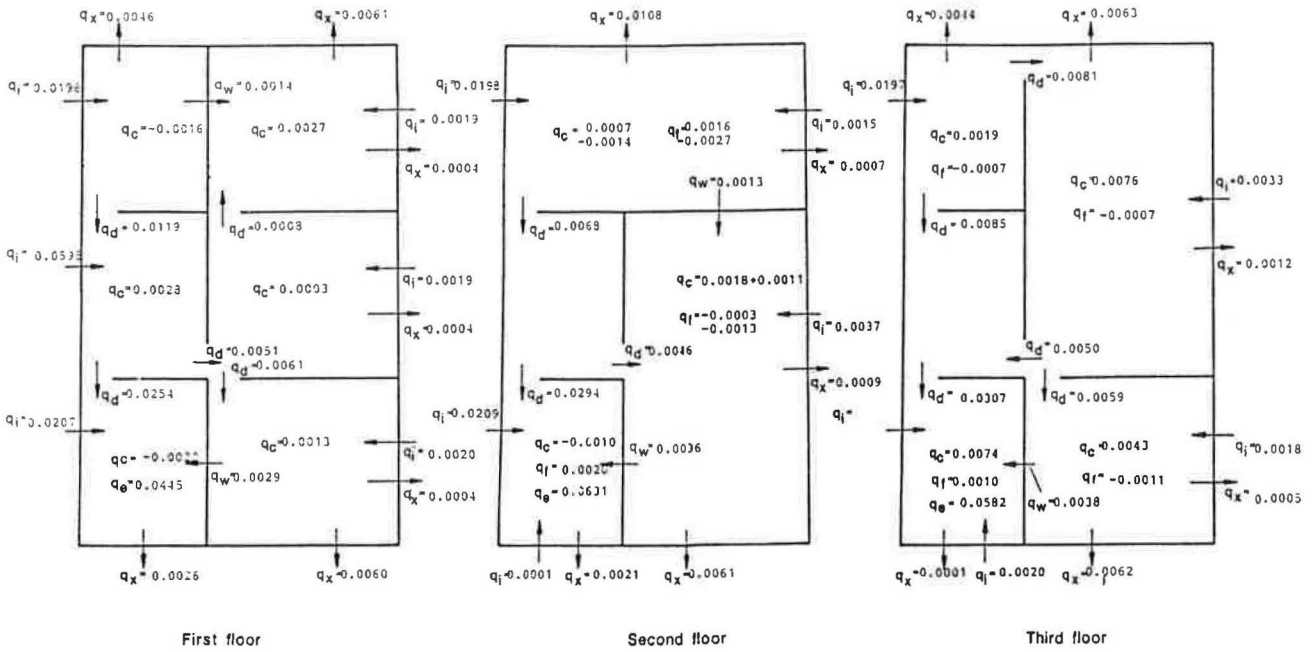 qx=0.0046
qx=0.0061
qi=0.0196
qw=0.0014
qc=-0.0016
qc=0.0027
qi=0.0019
qx=0.0004
qd=0.0119
qd=0.0008
qi=0.0598
qc=0.0028
qc=0.0003
qi=0.0019
qx=0.0004
qd=0.0051
qd=0.0061
qd=0.0254
qi=0.0207
qc=0.0013
qi=0.0020
qe=0.0445
qw=0.0029
qx=0.0004
qx=0.0026
qx=0.0060
First floor
qx=0.0108
qi=0.0198
qc= 0.0007
-0.0014
qf=0.0016
-0.0027
qi=0.0015
qx=0.0007
qw=0.0013
qd=0.0068
qc=0.0018+0.0011
qf=-0.0003
-0.0013
qi=0.0037
qd=0.0046
qx=0.0009
qd=0.0294
qi=0.0209
qc=-0.0010
qw=0.0036
qe=0.0631
qi=0.0001
qx=0.0021
qx=0.0061
Second floor
qx=0.0044
qx=0.0063
qd=0.0081
qi=0.0197
qc=0.0019
qf=-0.0007
qc=0.0076
qi=0.0033
qf= -0.0007
qd=0.0085
qx=0.0012
qd=0.0050
qd= 0.0307
qd=0.0059
qi=
qc=0.0074
qc=0.0043
qi=0.0018
qf=0.0010
qf= -0.0011
qe=0.0582
qw=0.0038
qx=0.0005
qx=0.0001
qi=0.0020
qx=0.0062
Third floor